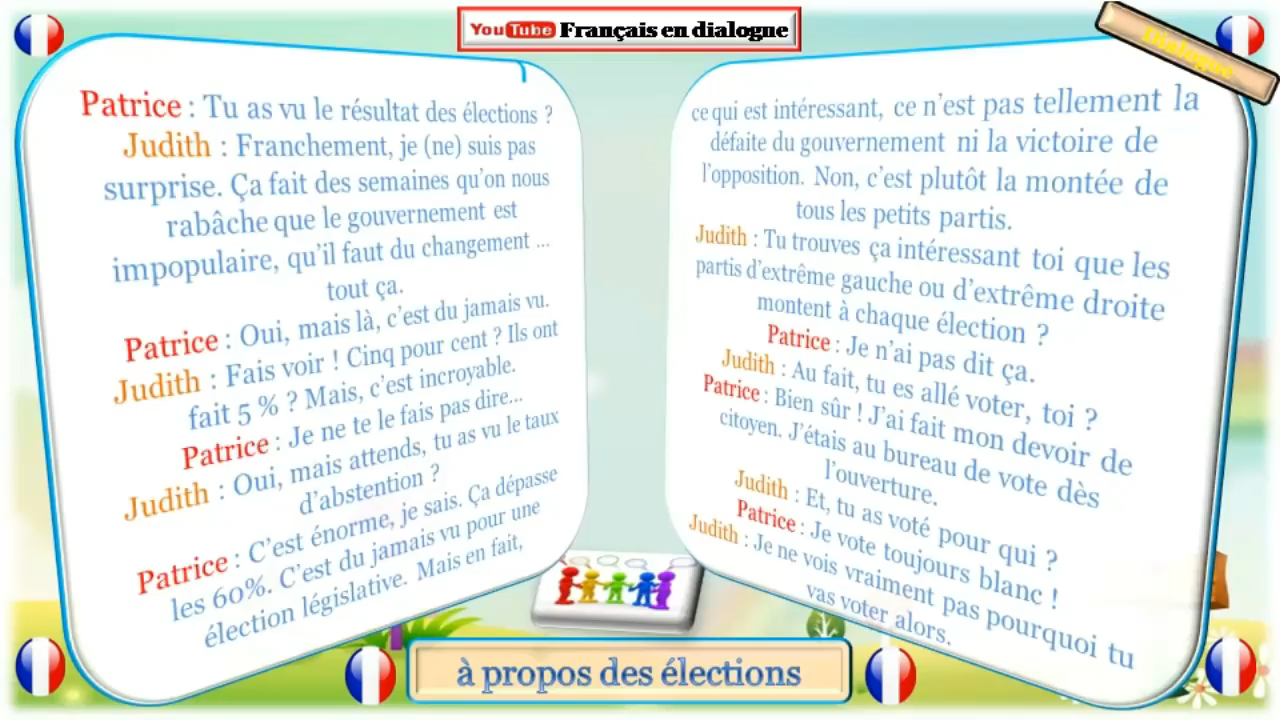 YouTube Français en dialogue
Dialogue
Patrice : Tu as vu le résultat des élections ?
Judith : Franchement, je (ne) suis pas
surprise. Ça fait des semaines qu'on nous
rabâche que le gouvernement est
impopulaire, qu'il faut du changement ...
tout ça.
Patrice : Oui, mais là, c'est du jamais vu.
Judith : Fais voir ! Cinq pour cent ? Ils ont
fait 5 % ? Mais, c'est incroyable.
Patrice : Je ne te le fais pas dire...
Judith : Oui, mais attends, tu as vu le taux
d'abstention ?
Patrice : C'est énorme, je sais. Ça dépasse
les 60%. C'est du jamais vu pour une
élection législative. Mais en fait,
ce qui est intéressant, ce n'est pas tellement la
défaite du gouvernement ni la victoire de
l'opposition. Non, c'est plutôt la montée de
tous les petits partis.
Judith : Tu trouves ça intéressant toi que les
partis d'extrême gauche ou d'extrême droite
montent à chaque élection ?
Patrice : Je n'ai pas dit ça.
Judith : Au fait, tu es allé voter, toi ?
Patrice : Bien sûr ! J'ai fait mon devoir de
citoyen. J'étais au bureau de vote dès
l'ouverture.
Judith : Et, tu as voté pour qui ?
Patrice : Je vote toujours blanc !
Judith : Je ne vois vraiment pas pourquoi tu
vas voter alors.
à propos des élections